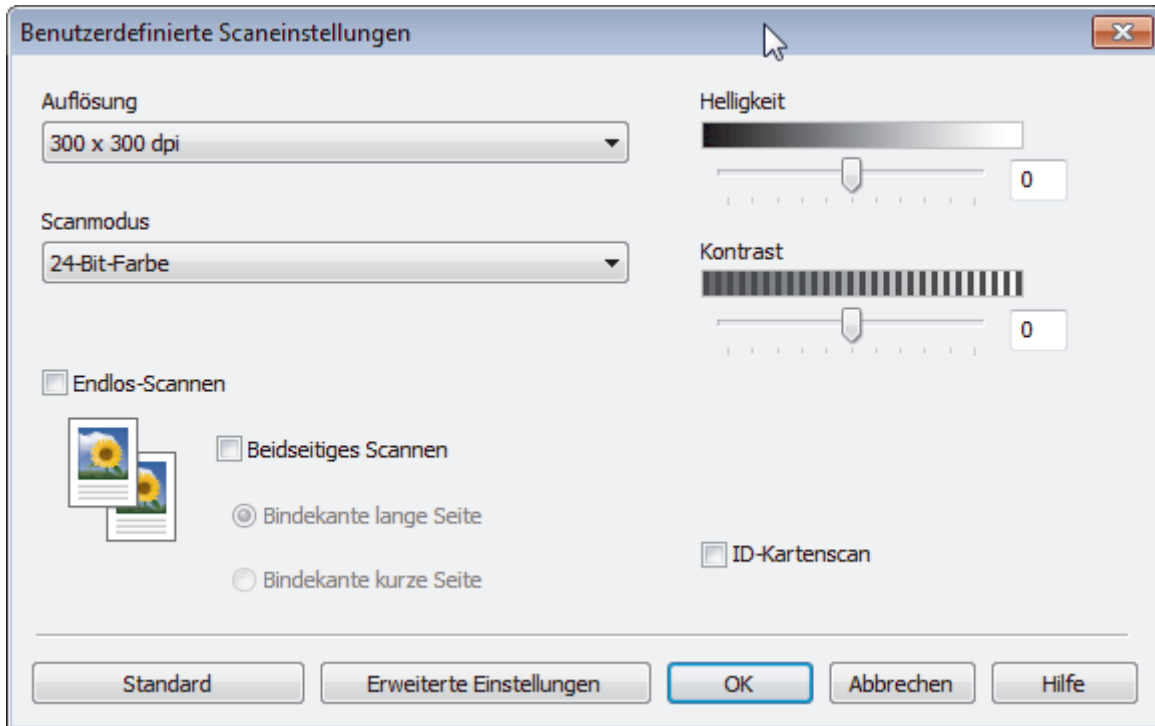 Benutzerdefinierte Scaneinstellungen
Auflösung
300 x 300 dpi
Scanmodus
24-Bit-Farbe
Helligkeit
0
Kontrast
0
Endlos-Scannen
Beidseitiges Scannen
Bindekante lange Seite
Bindekante kurze Seite
ID-Kartenscan
Standard
Erweiterte Einstellungen
OK
Abbrechen
Hilfe